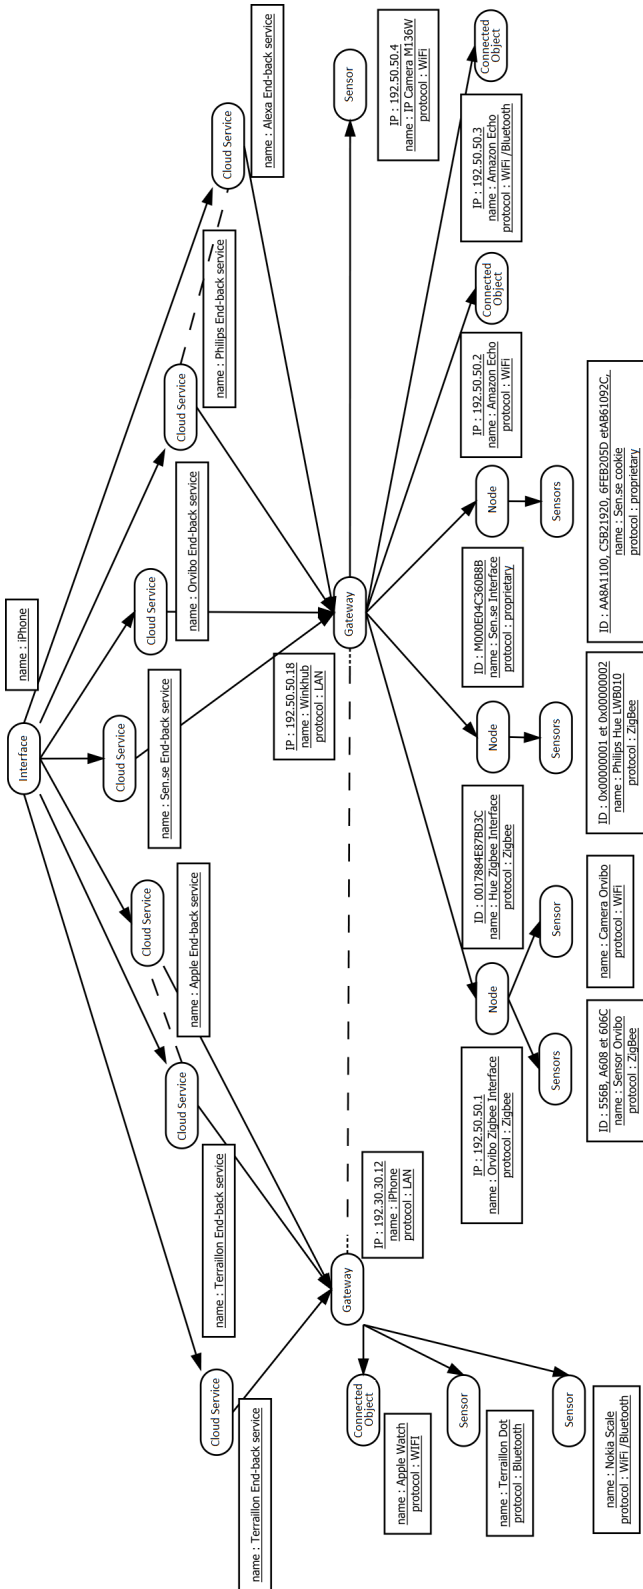 Interface
name : iPhone
Cloud Service
name : Terraillon End-back service
Cloud Service
name : Terraillon End-back service
Cloud Service
name : Apple End-back service
Cloud Service
name : Sen.se End-back service
Cloud Service
name : Orvibo End-back service
Cloud Service
name : Philips End-back service
Cloud Service
name : Alexa End-back service
Gateway
IP : 192.30.30.12
name : iPhone
protocol : LAN
Gateway
IP : 192.50.50.18
name : Winkhub
protocol : LAN
Connected
Object
name : Apple Watch
protocol : WIFI
Sensor
name : Terraillon Dot
protocol : Bluetooth
Sensor
name : Nokia Scale
protocol : WiFi /Bluetooth
Sensor
IP : 192.50.50.4
name : IP Camera M136W
protocol : WiFi
Node
IP : 192.50.50.1
name : Orvibo Zigbee Interface
protocol : Zigbee
Node
ID : 0017884E87BD3C
name : Hue Zigbee Interface
protocol : Zigbee
Node
ID : M000E04C360B8B
name : Sen.se Interface
protocol : proprietary
Connected
Object
IP : 192.50.50.2
name : Amazon Echo
protocol : WiFi
Connected
Object
IP : 192.50.50.3
name : Amazon Echo
protocol : WiFi /Bluetooth
Sensors
ID : 556B, A608 et 606C
name : Sensor Orvibo
protocol : ZigBee
Sensor
name : Camera Orvibo
protocol : WiFi
Sensors
ID : 0x00000001 et 0x00000002
name : Philips Hue LWB010
protocol : ZigBee
Sensors
ID : AA8A1100, C5B21920, 6FEB205D etAB61092C,
name : Sen.se cookie
protocol : proprietary